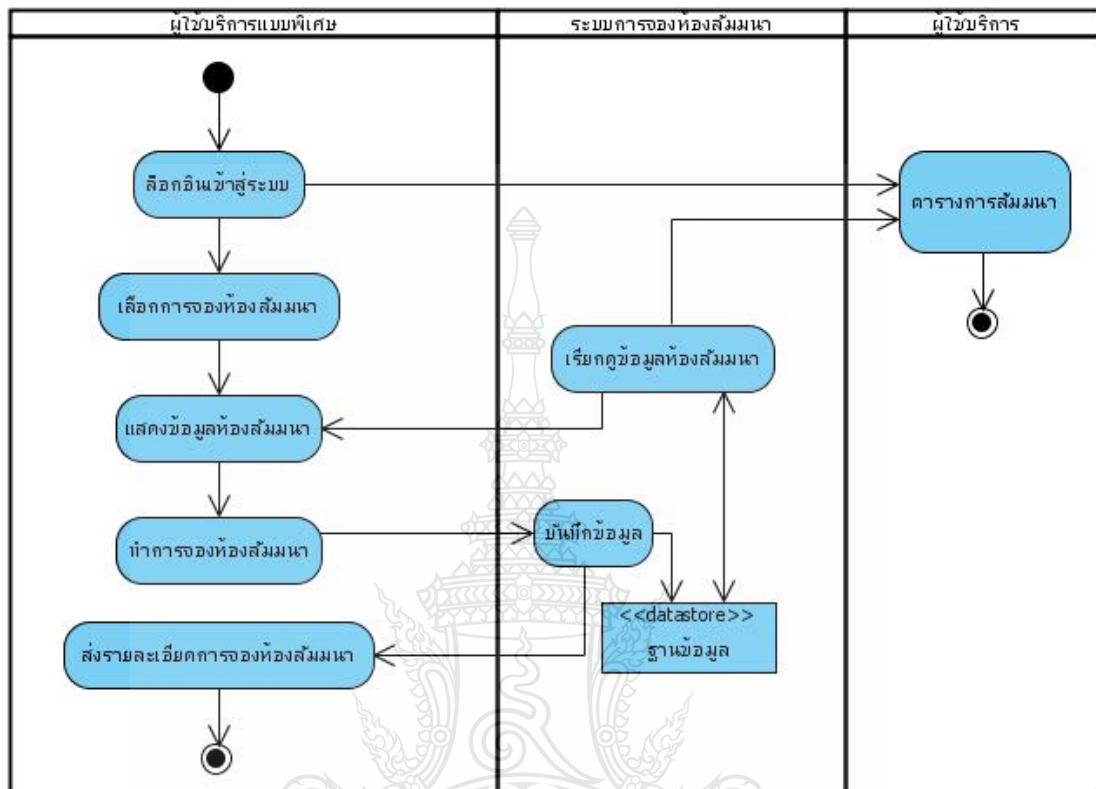 ผู้ใช้บริการแบบพิเศษ
ระบบการจองห้องสัมมนา
ผู้ใช้บริการ
ล็อกอินเข้าสู่ระบบ
ตารางการสัมมนา
เลือกการจองห้องสัมมนา
เรียกดูข้อมูลห้องสัมมนา
แสดงข้อมูลห้องสัมมนา
ทำการจองห้องสัมมนา
บันทึกข้อมูล
<<datastore>>
ฐานข้อมูล
ส่งรายละเอียดการจองห้องสัมมนา